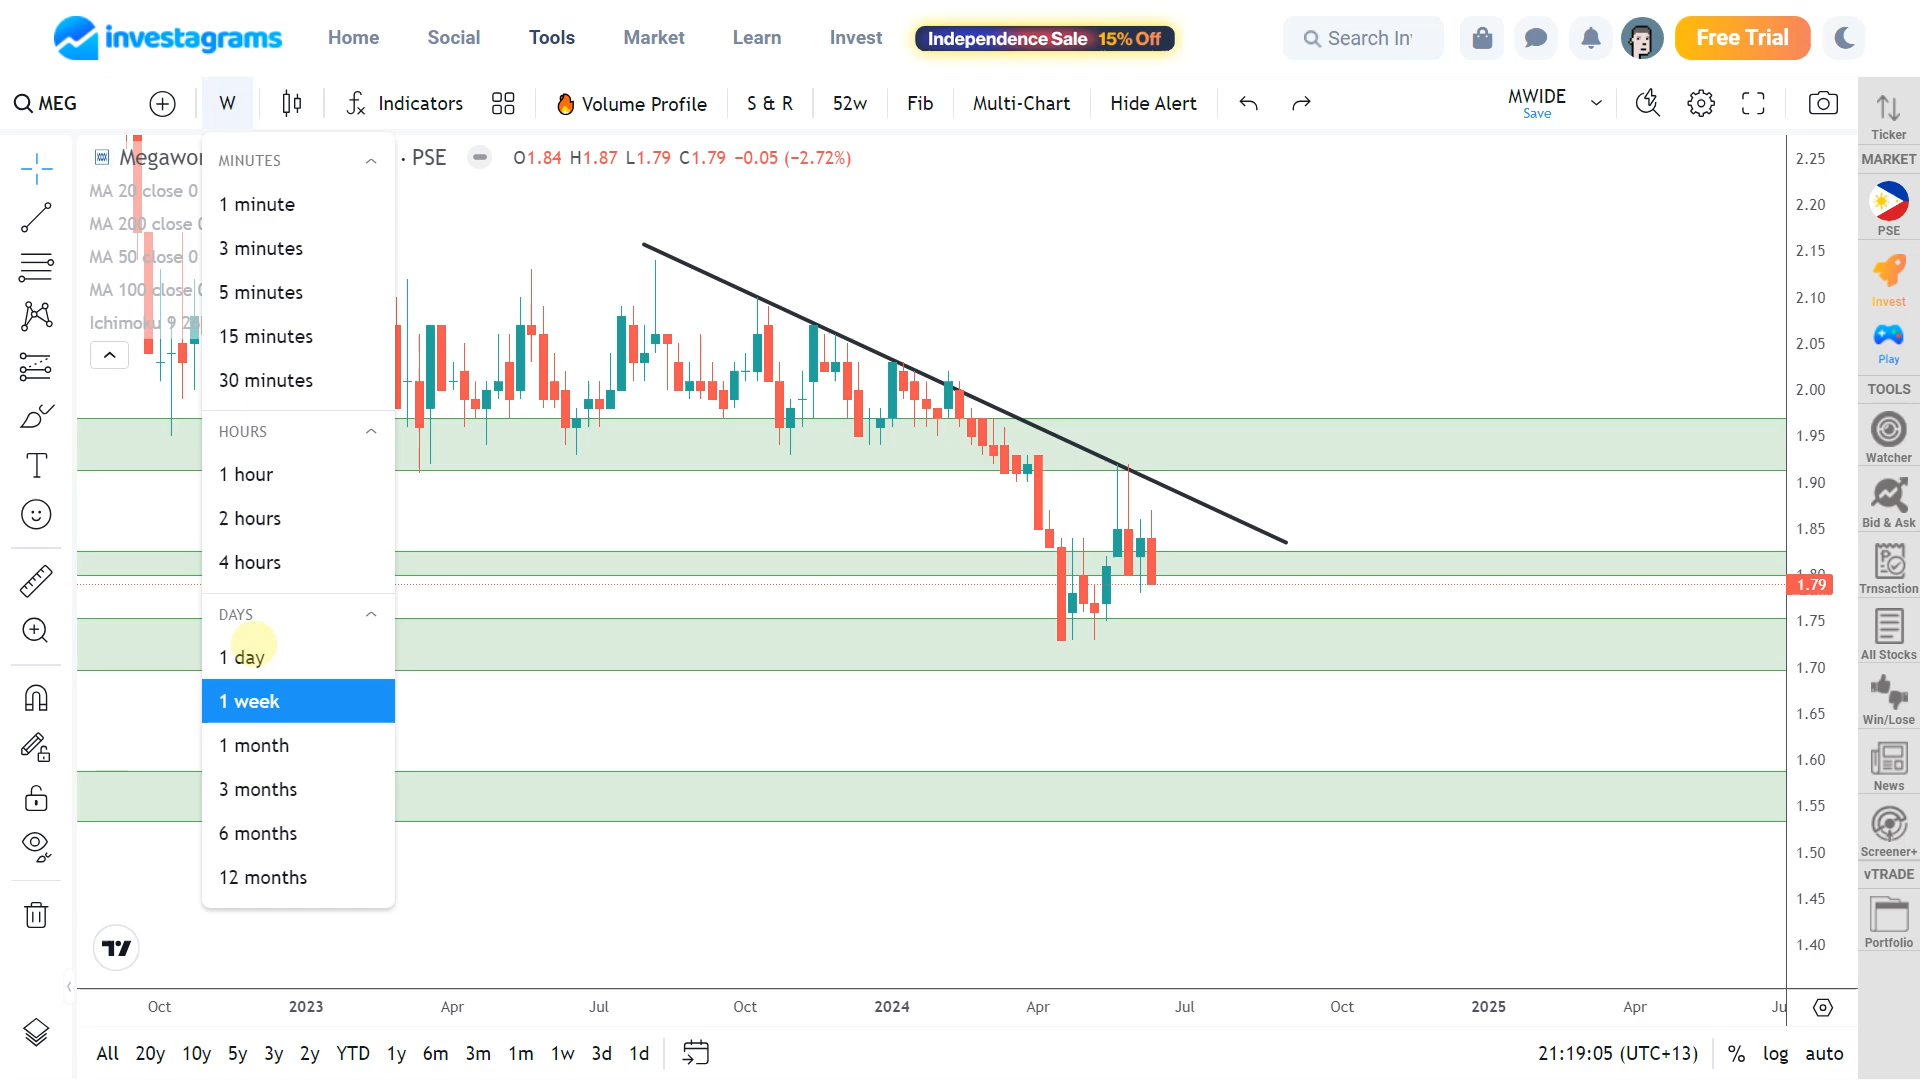 investagrams Home Social Tools Market Learn Invest Independence Sale 15% Off Search In Free Trial
MEG W Indicators Volume Profile S & R 52w Fib Multi-Chart Hide Alert MWIDE
Save
Megawor · PSE O1.84 H1.87 L1.79 C1.79 −0.05 (−2.72%)
MA 20 close 0
MA 200 close 0
MA 50 close 0
MA 100 close 0
Ichimoku 9 26
MINUTES
1 minute
3 minutes
5 minutes
15 minutes
30 minutes
HOURS
1 hour
2 hours
4 hours
DAYS
1 day
1 week
1 month
3 months
6 months
12 months
2.25
2.20
2.15
2.10
2.05
2.00
1.95
1.90
1.85
1.80
1.79
1.75
1.70
1.65
1.60
1.55
1.50
1.45
1.40
Ticker
MARKET
PSE
Invest
Play
TOOLS
Watcher
Bid & Ask
Trnsaction
All Stocks
Win/Lose
News
Screener+
vTRADE
Portfolio
Oct 2023 Apr Jul Oct 2024 Apr Jul Oct 2025 Apr Ju
All 20y 10y 5y 3y 2y YTD 1y 6m 3m 1m 1w 3d 1d 21:19:05 (UTC+13) % log auto